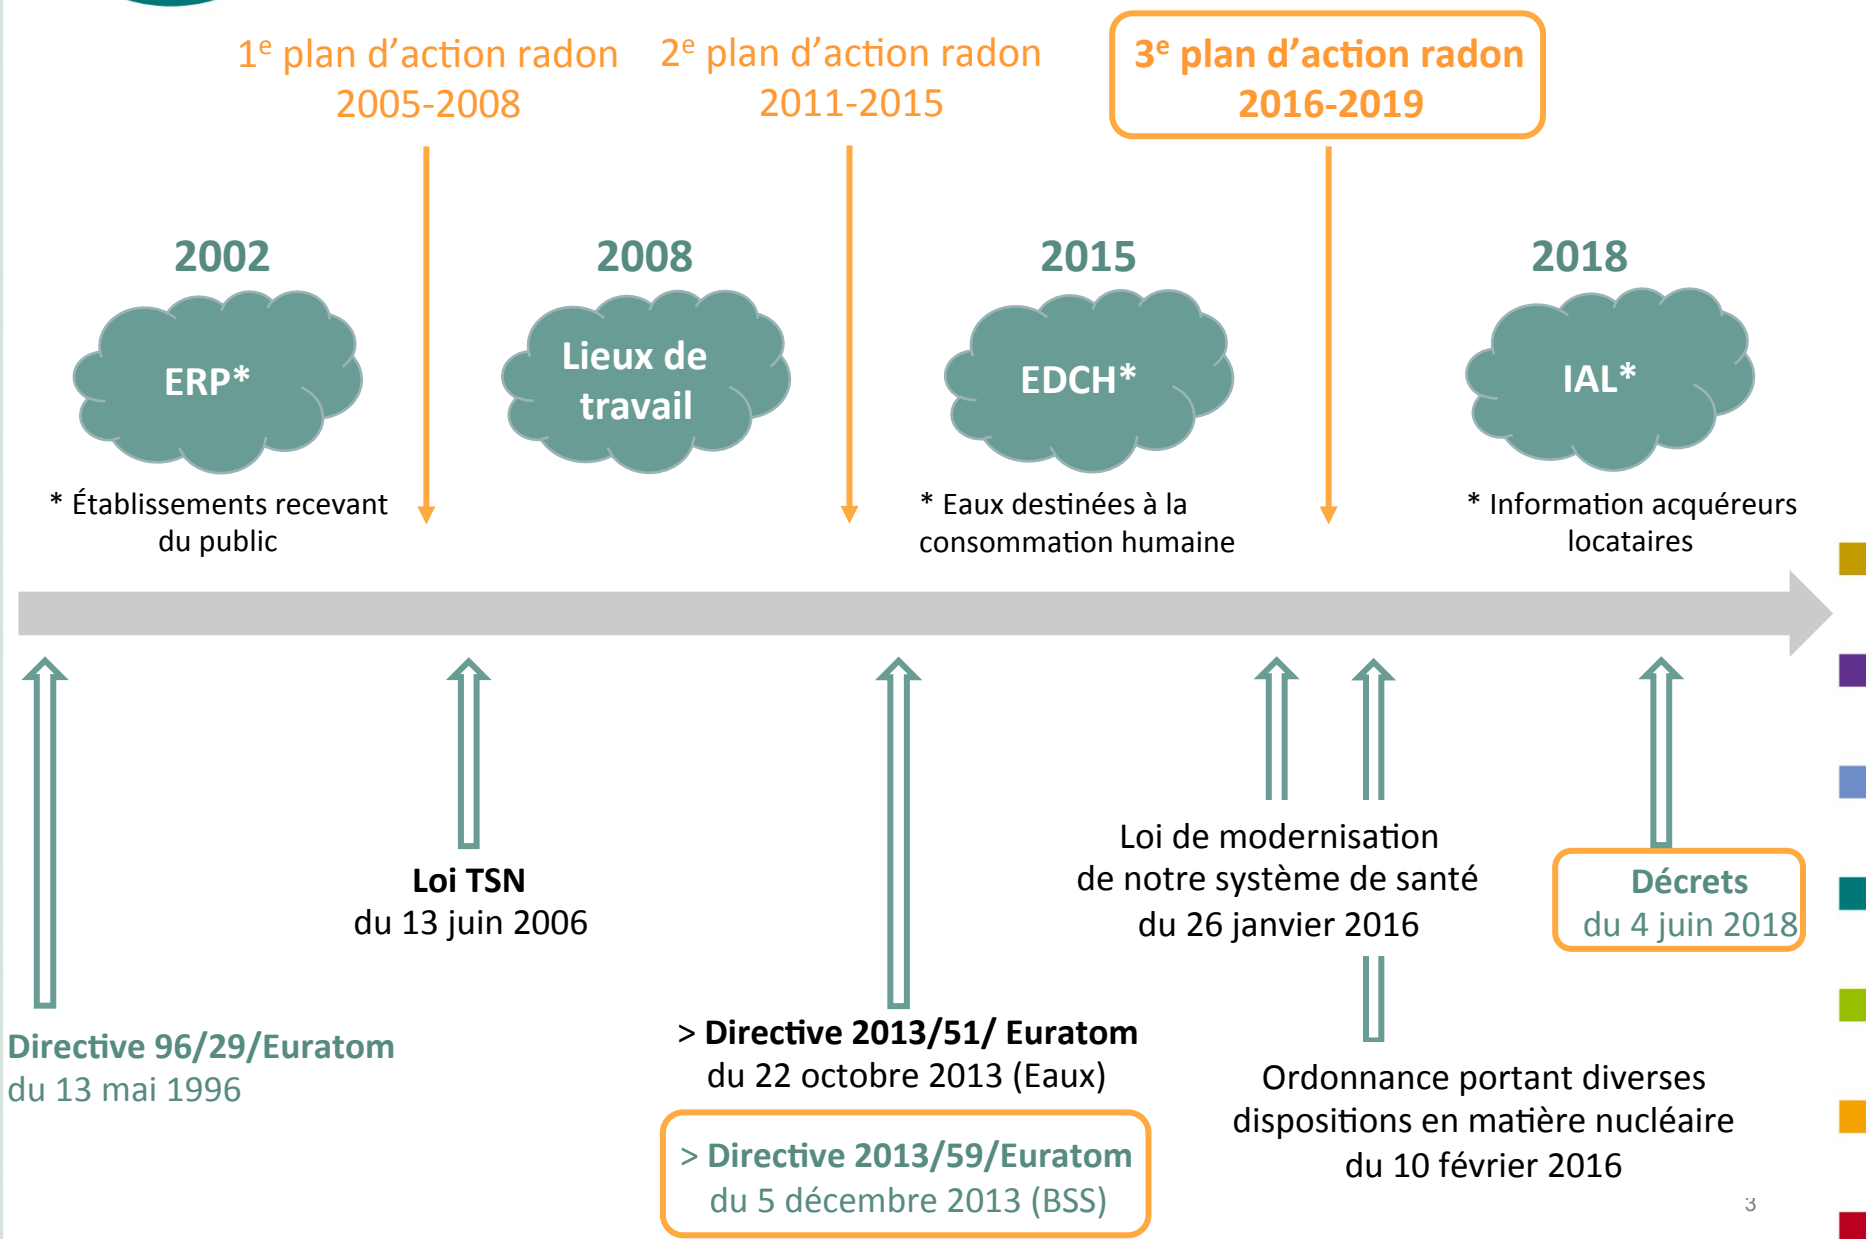 1e plan d’action radon
2005-2008
2e plan d’action radon
2011-2015
3e plan d’action radon
2016-2019
2002
2008
2015
2018
ERP*
Lieux de
travail
EDCH*
IAL*
* Établissements recevant
du public
* Eaux destinées à la
consommation humaine
* Information acquéreurs
locataires
Loi de modernisation
de notre système de santé
du 26 janvier 2016
Décrets
du 4 juin 2018
Loi TSN
du 13 juin 2006
Directive 96/29/Euratom
du 13 mai 1996
> Directive 2013/51/ Euratom
du 22 octobre 2013 (Eaux)
> Directive 2013/59/Euratom
du 5 décembre 2013 (BSS)
Ordonnance portant diverses
dispositions en matière nucléaire
du 10 février 2016
3